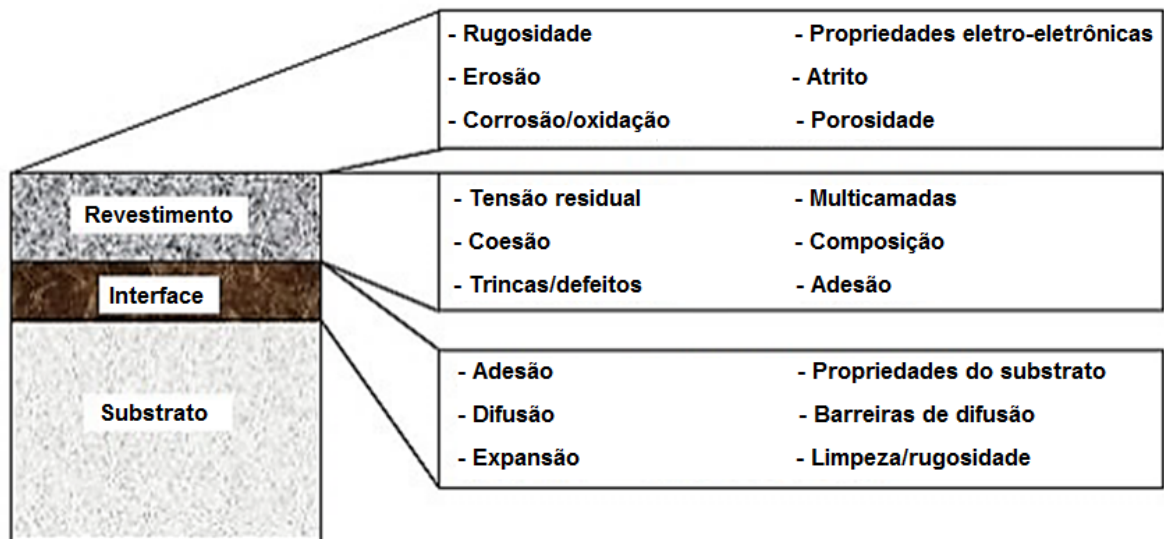 - Rugosidade - Propriedades eletro-eletrônicas
- Erosão - Atrito
- Corrosão/oxidação - Porosidade
Revestimento
- Tensão residual - Multicamadas
- Coesão - Composição
- Trincas/defeitos - Adesão
Interface
- Adesão - Propriedades do substrato
- Difusão - Barreiras de difusão
- Expansão - Limpeza/rugosidade
Substrato